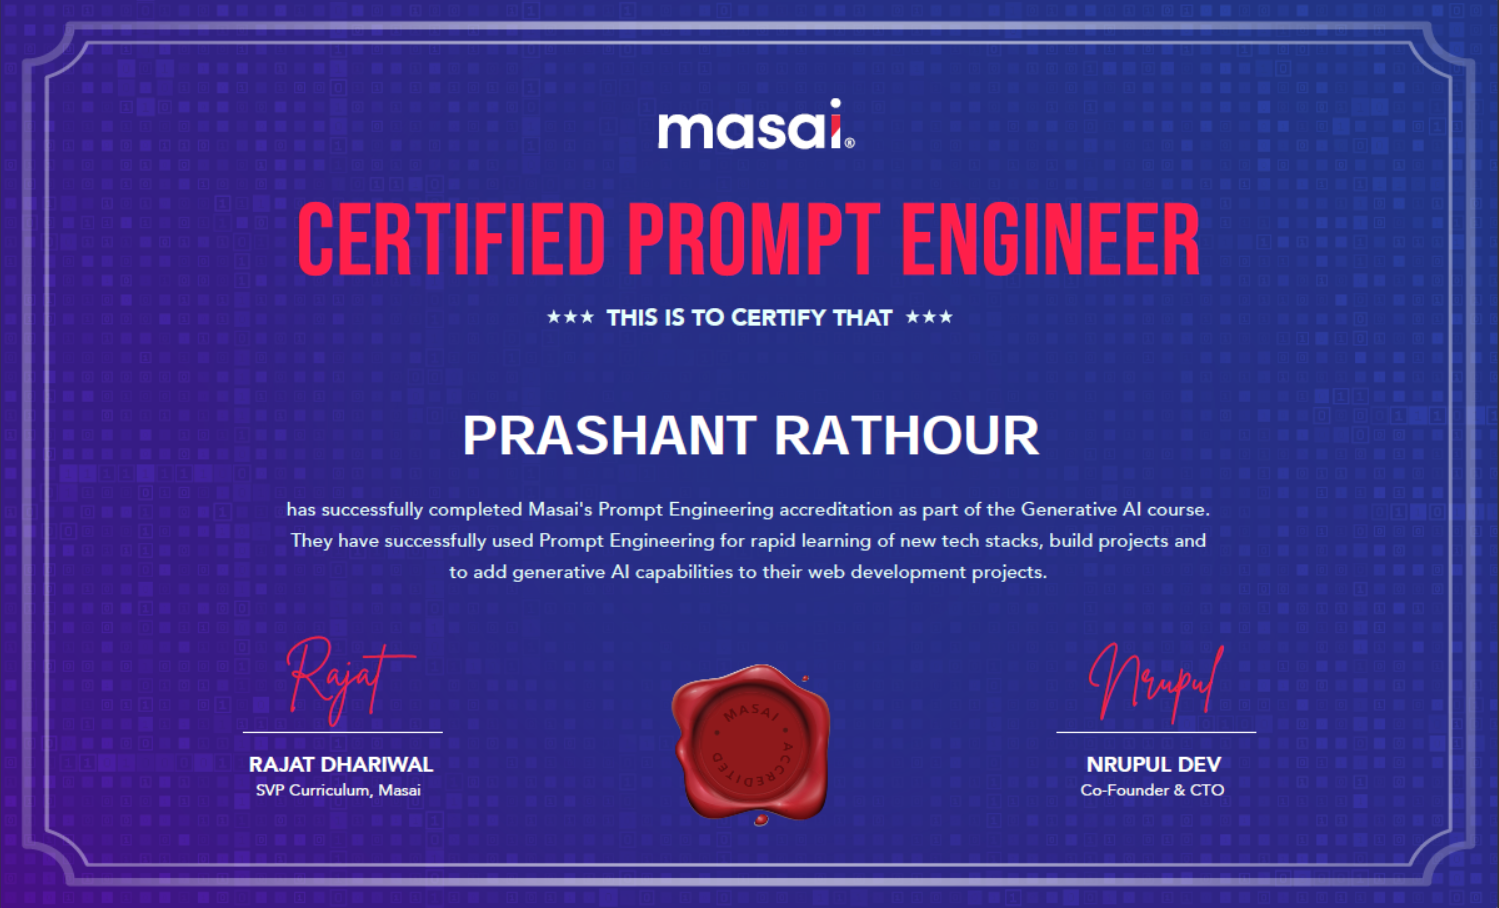 masai®
CERTIFIED PROMPT ENGINEER
★★★ THIS IS TO CERTIFY THAT ★★★
PRASHANT RATHOUR
has successfully completed Masai's Prompt Engineering accreditation as part of the Generative AI course.
They have successfully used Prompt Engineering for rapid learning of new tech stacks, build projects and
to add generative AI capabilities to their web development projects.
Rajat
RAJAT DHARIWAL
SVP Curriculum, Masai
MASAI • ACCREDITED •
Nrupul
NRUPUL DEV
Co-Founder & CTO